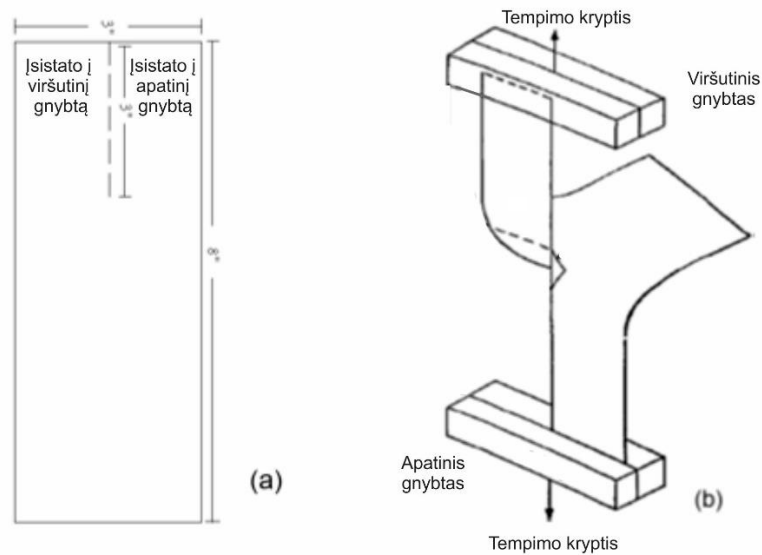 3"
Įsistato į
viršutinį
gnybtą
Įsistato į
apatinį
gnybtą
3"
8"
(a)
Tempimo kryptis
Viršutinis
gnybtas
Apatinis
gnybtas
(b)
Tempimo kryptis